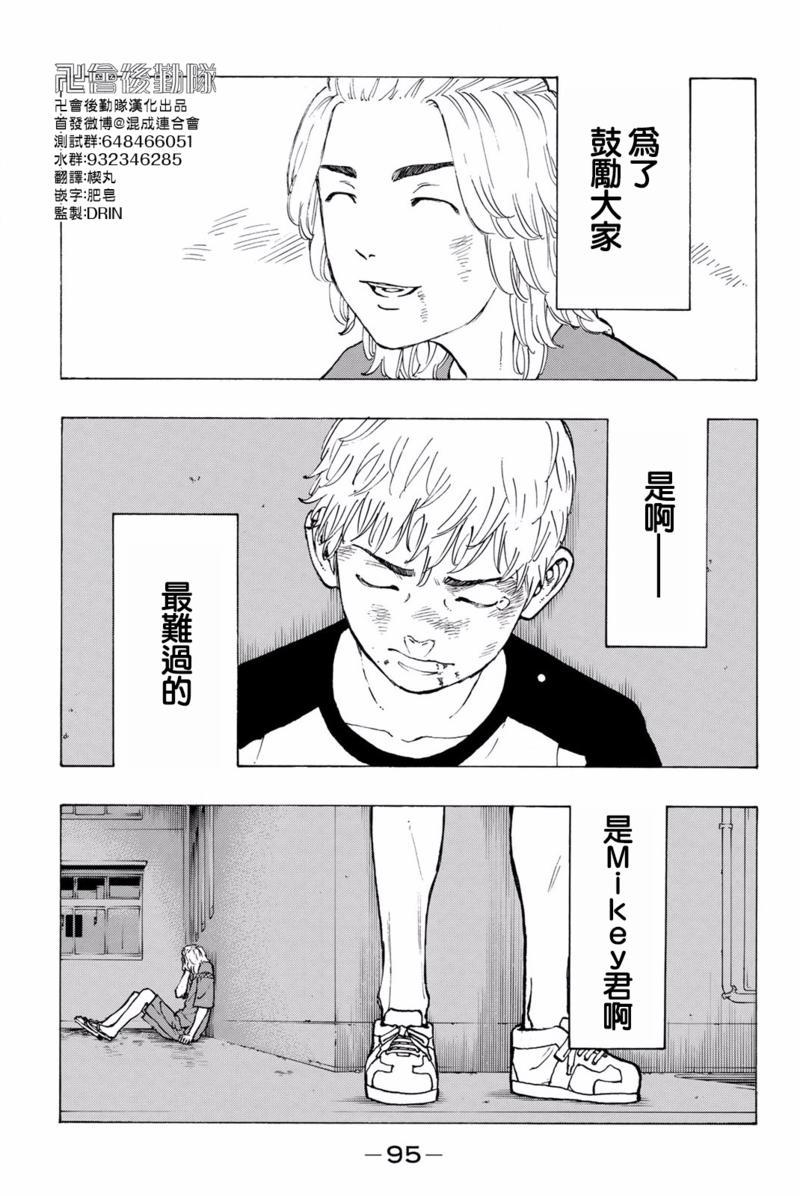 卍會後勤隊
卍會後勤隊漢化出品
首發微博@混成連合會
測試群:648466051
水群:932346285
翻譯:楔丸
嵌字:肥皂
監製:DRIN
爲了
鼓勵大家
是啊——
最難過的
是Mikey君啊
—95—